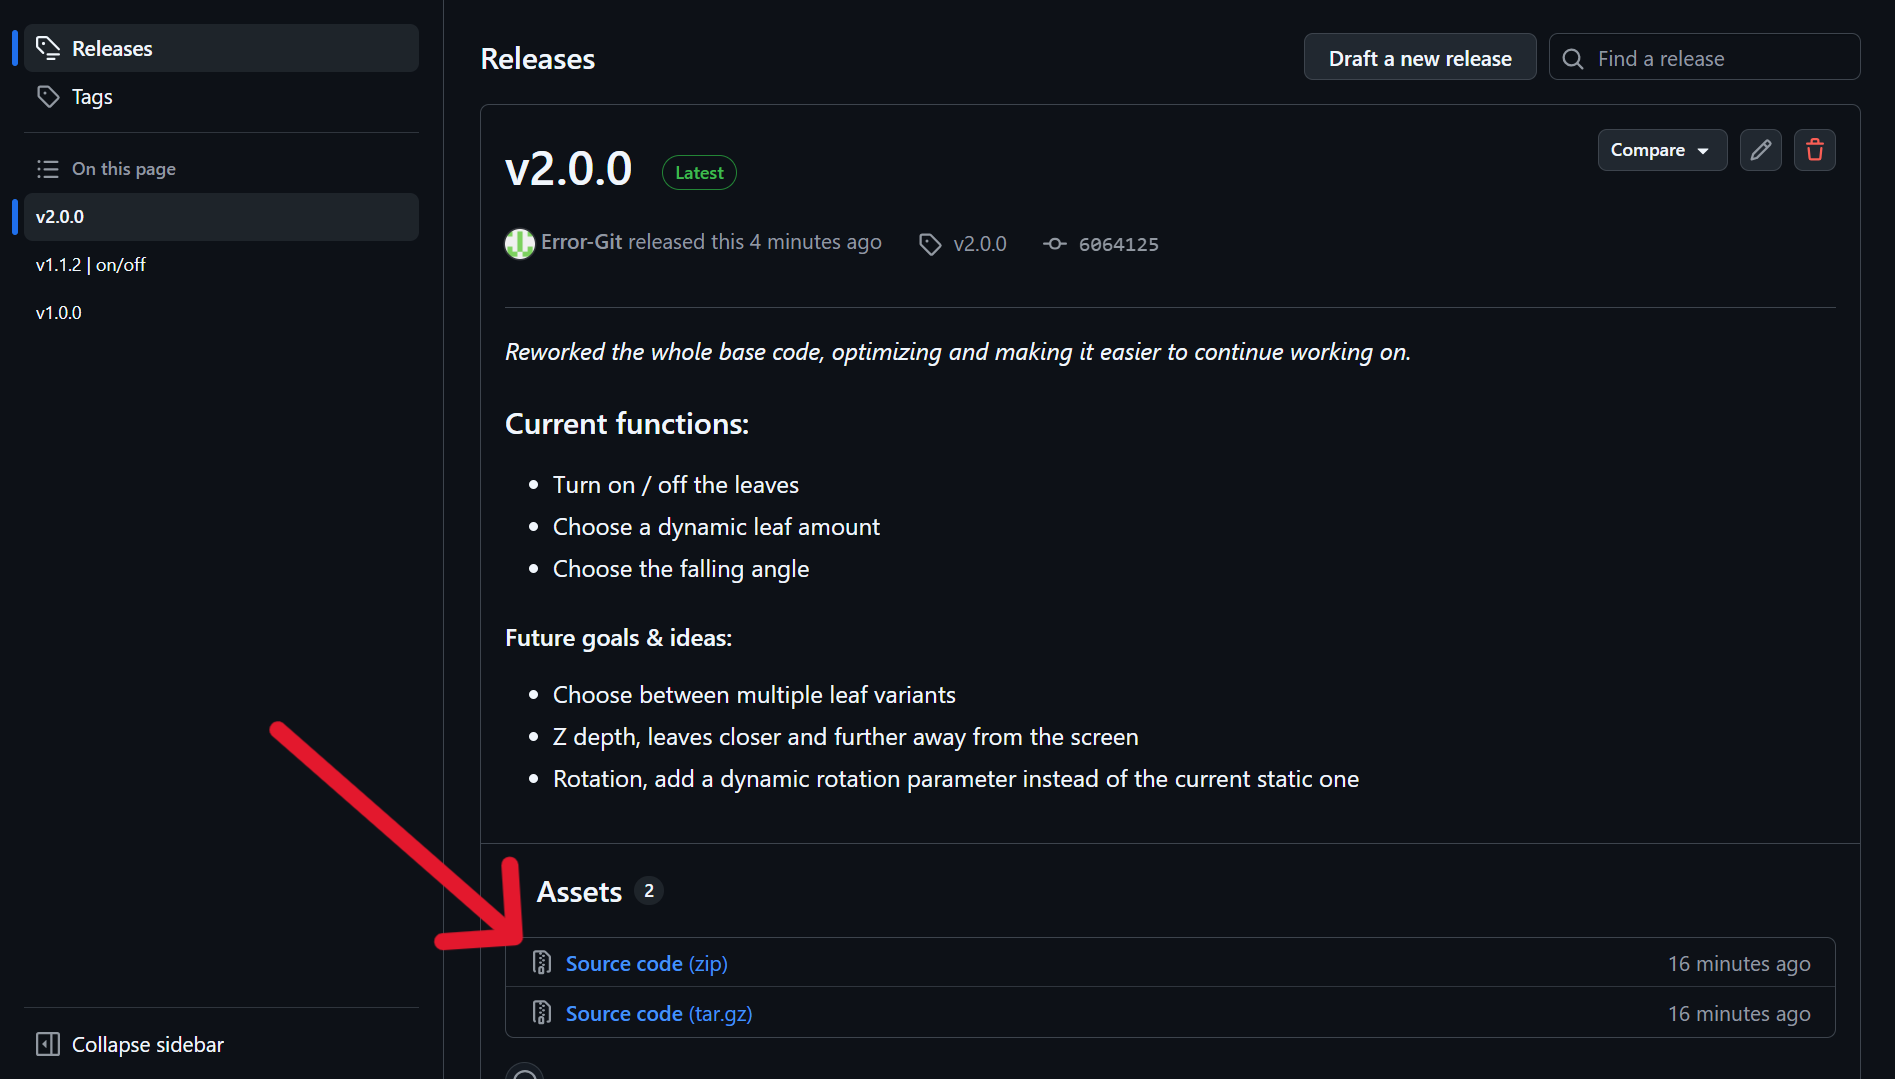 Releases
Tags
On this page
v2.0.0
v1.1.2 | on/off
v1.0.0
Collapse sidebar
Releases
Draft a new release
Find a release
v2.0.0
Latest
Compare
Error-Git released this 4 minutes ago
v2.0.0
6064125
Reworked the whole base code, optimizing and making it easier to continue working on.
Current functions:
• Turn on / off the leaves
• Choose a dynamic leaf amount
• Choose the falling angle
Future goals & ideas:
• Choose between multiple leaf variants
• Z depth, leaves closer and further away from the screen
• Rotation, add a dynamic rotation parameter instead of the current static one
Assets 2
Source code (zip) 16 minutes ago
Source code (tar.gz) 16 minutes ago